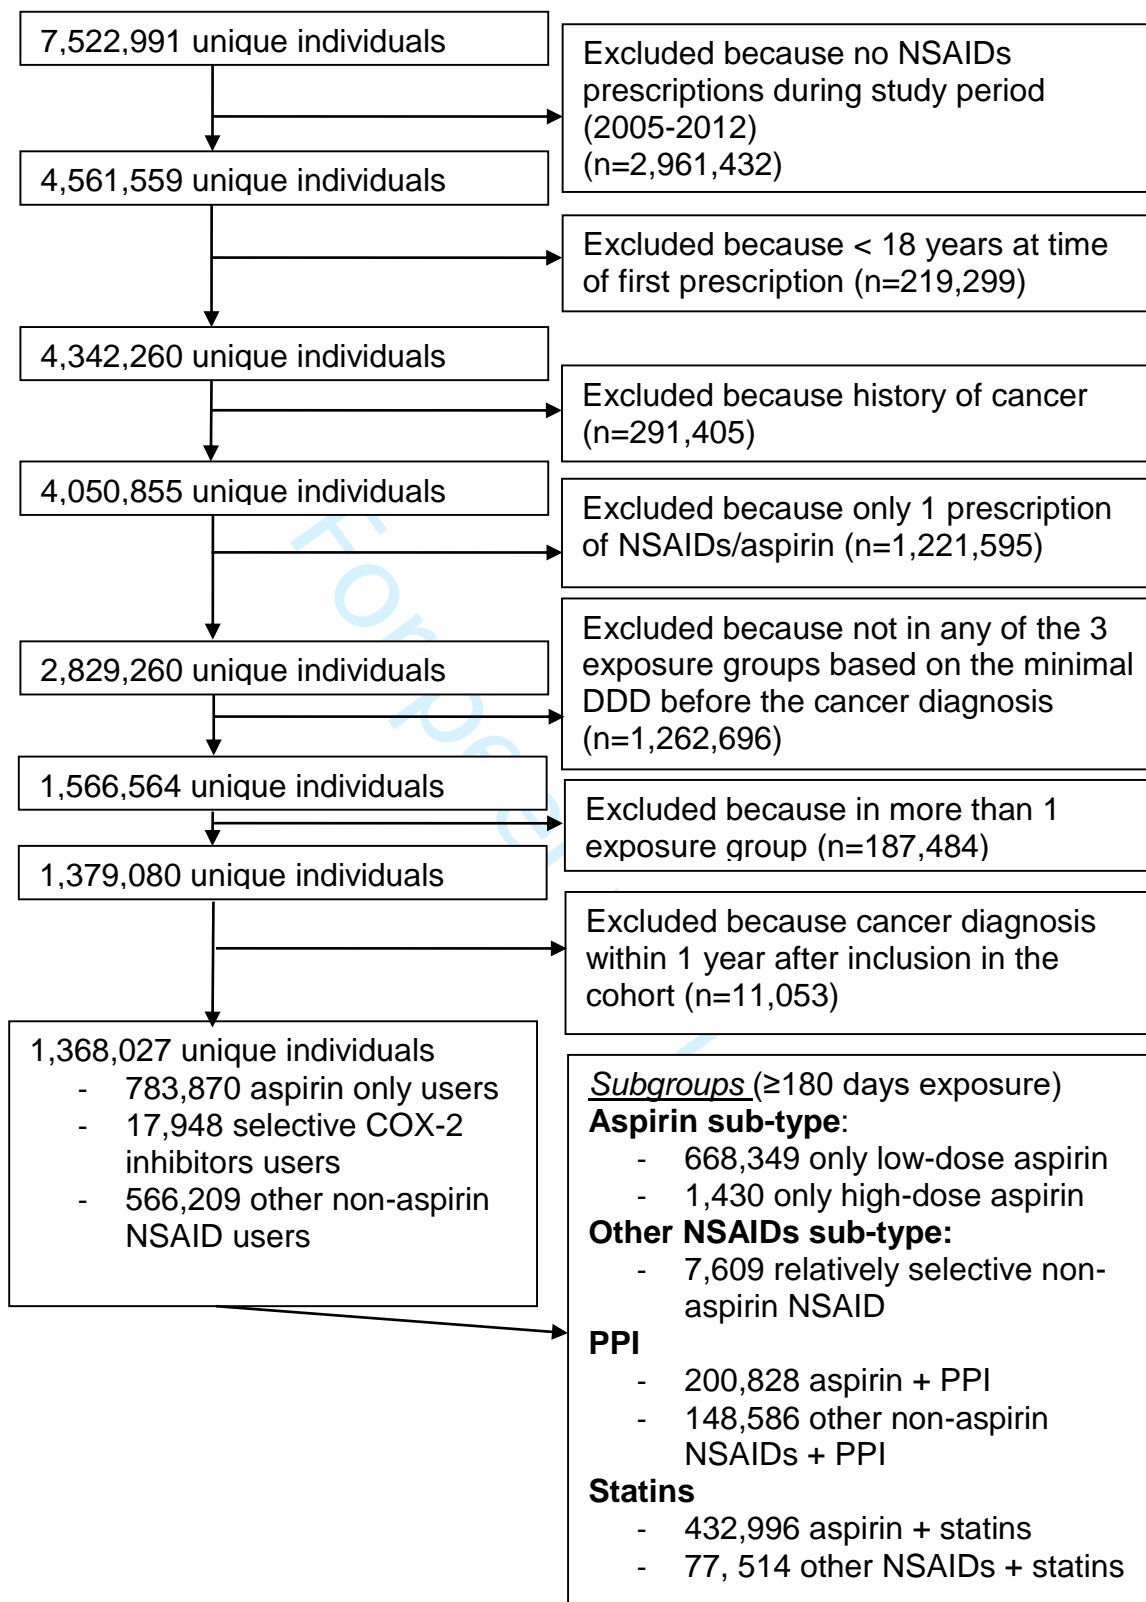 7,522,991 unique individuals
Excluded because no NSAIDs
prescriptions during study period
(2005-2012)
(n=2,961,432)
4,561,559 unique individuals
Excluded because < 18 years at time
of first prescription (n=219,299)
4,342,260 unique individuals
Excluded because history of cancer
(n=291,405)
4,050,855 unique individuals
Excluded because only 1 prescription
of NSAIDs/aspirin (n=1,221,595)
2,829,260 unique individuals
Excluded because not in any of the 3
exposure groups based on the minimal
DDD before the cancer diagnosis
(n=1,262,696)
1,566,564 unique individuals
Excluded because in more than 1
exposure group (n=187,484)
1,379,080 unique individuals
Excluded because cancer diagnosis
within 1 year after inclusion in the
cohort (n=11,053)
1,368,027 unique individuals
- 783,870 aspirin only users
- 17,948 selective COX-2
inhibitors users
- 566,209 other non-aspirin
NSAID users
Subgroups (≥180 days exposure)
Aspirin sub-type:
- 668,349 only low-dose aspirin
- 1,430 only high-dose aspirin
Other NSAIDs sub-type:
- 7,609 relatively selective non-
aspirin NSAID
PPI
- 200,828 aspirin + PPI
- 148,586 other non-aspirin
NSAIDs + PPI
Statins
- 432,996 aspirin + statins
- 77, 514 other NSAIDs + statins
For pee